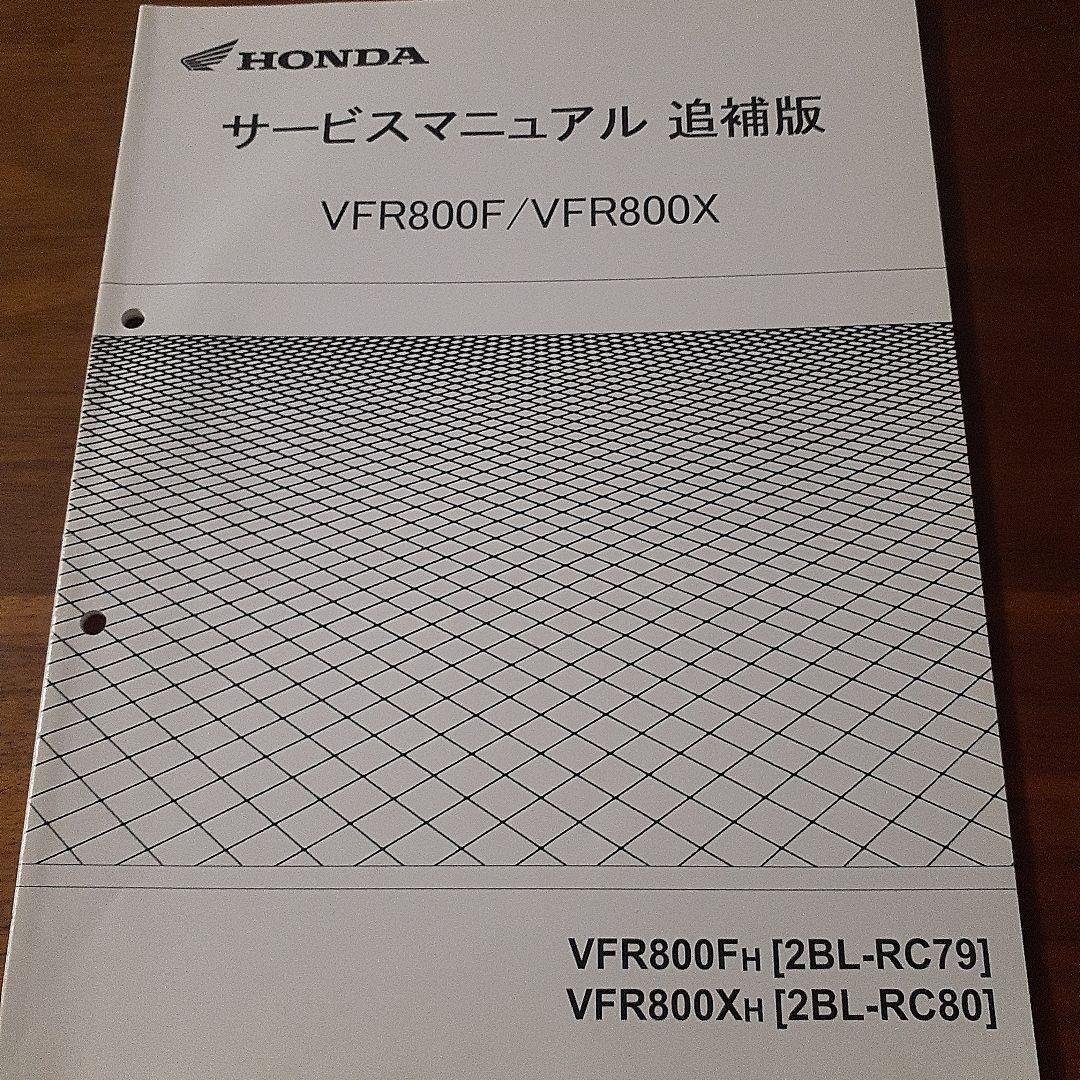 HONDA
サービスマニュアル 追補版
VFR800F/VFR800X
VFR800FH [2BL-RC79]
VFR800XH [2BL-RC80]